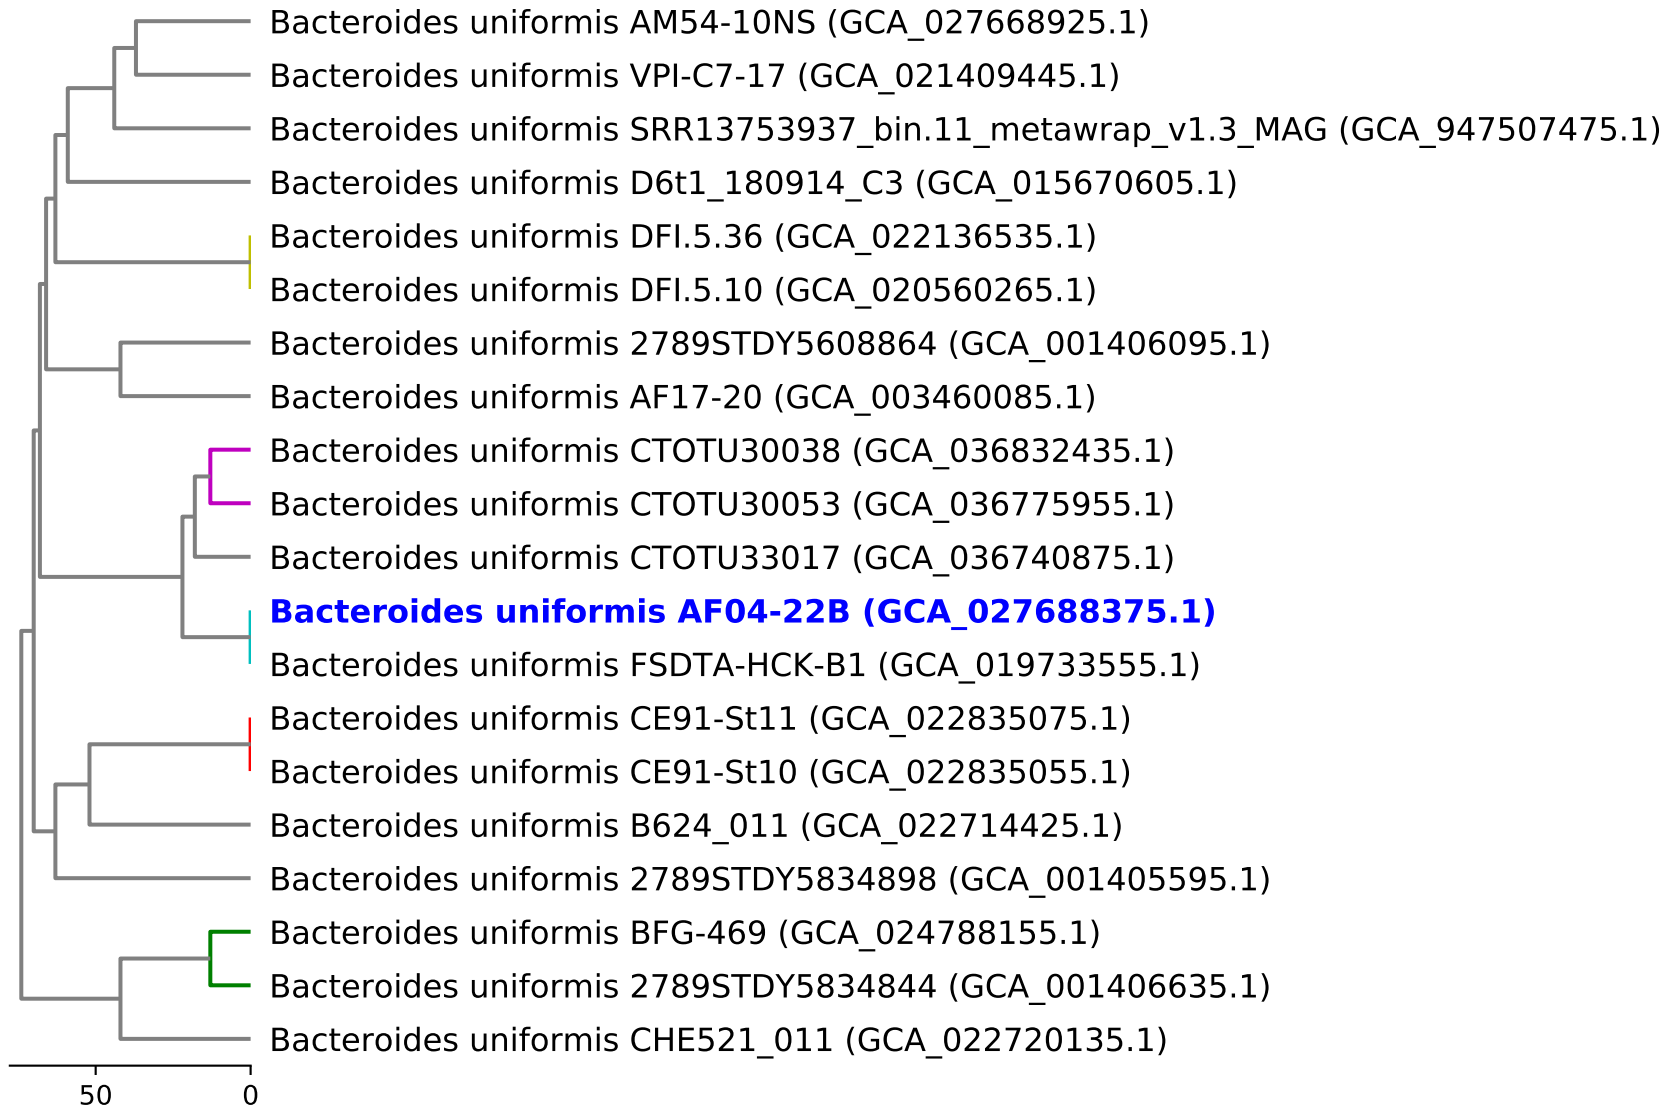 Bacteroides uniformis AM54-10NS (GCA_027668925.1)
Bacteroides uniformis VPI-C7-17 (GCA_021409445.1)
Bacteroides uniformis SRR13753937_bin.11_metawrap_v1.3_MAG (GCA_947507475.1)
Bacteroides uniformis D6t1_180914_C3 (GCA_015670605.1)
Bacteroides uniformis DFI.5.36 (GCA_022136535.1)
Bacteroides uniformis DFI.5.10 (GCA_020560265.1)
Bacteroides uniformis 2789STDY5608864 (GCA_001406095.1)
Bacteroides uniformis AF17-20 (GCA_003460085.1)
Bacteroides uniformis CTOTU30038 (GCA_036832435.1)
Bacteroides uniformis CTOTU30053 (GCA_036775955.1)
Bacteroides uniformis CTOTU33017 (GCA_036740875.1)
Bacteroides uniformis AF04-22B (GCA_027688375.1)
Bacteroides uniformis FSDTA-HCK-B1 (GCA_019733555.1)
Bacteroides uniformis CE91-St11 (GCA_022835075.1)
Bacteroides uniformis CE91-St10 (GCA_022835055.1)
Bacteroides uniformis B624_011 (GCA_022714425.1)
Bacteroides uniformis 2789STDY5834898 (GCA_001405595.1)
Bacteroides uniformis BFG-469 (GCA_024788155.1)
Bacteroides uniformis 2789STDY5834844 (GCA_001406635.1)
Bacteroides uniformis CHE521_011 (GCA_022720135.1)
50 0